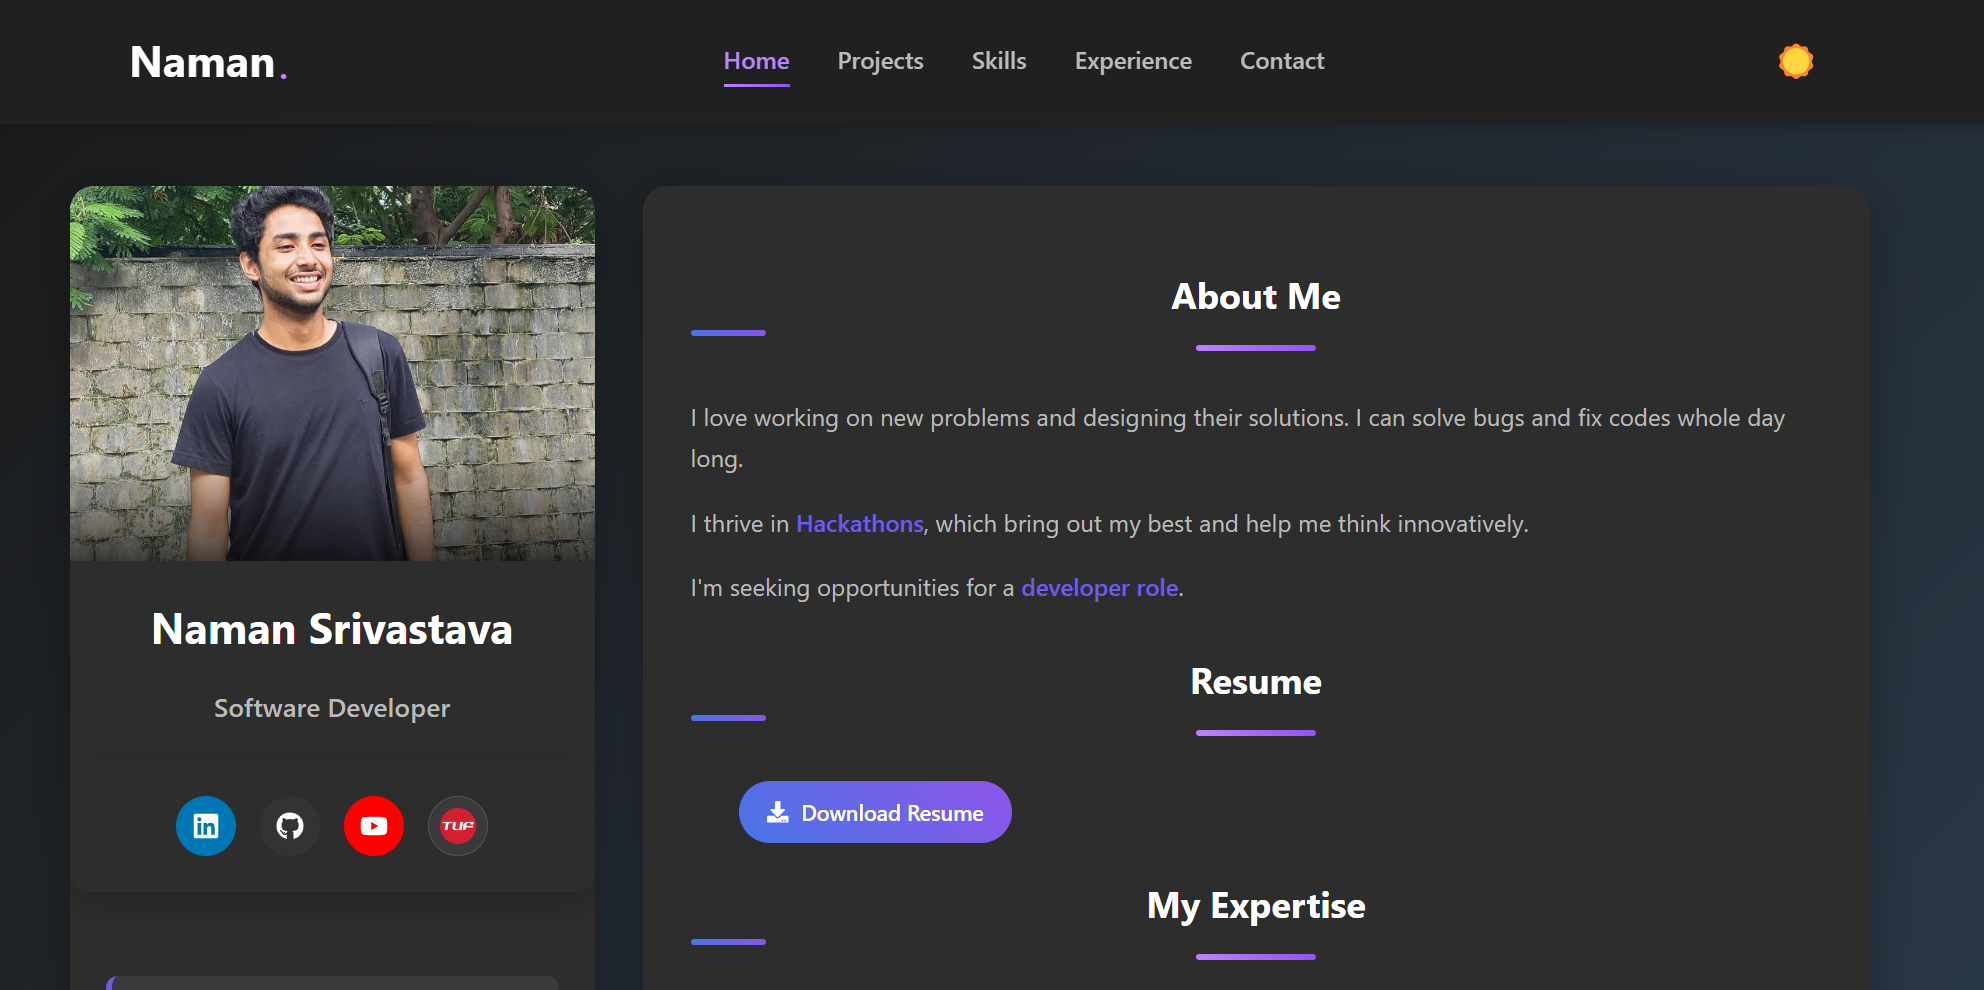 Naman.
Home Projects Skills Experience Contact
Naman Srivastava
Software Developer
in
TUF
About Me
I love working on new problems and designing their solutions. I can solve bugs and fix codes whole day
long.
I thrive in Hackathons, which bring out my best and help me think innovatively.
I'm seeking opportunities for a developer role.
Resume
Download Resume
My Expertise